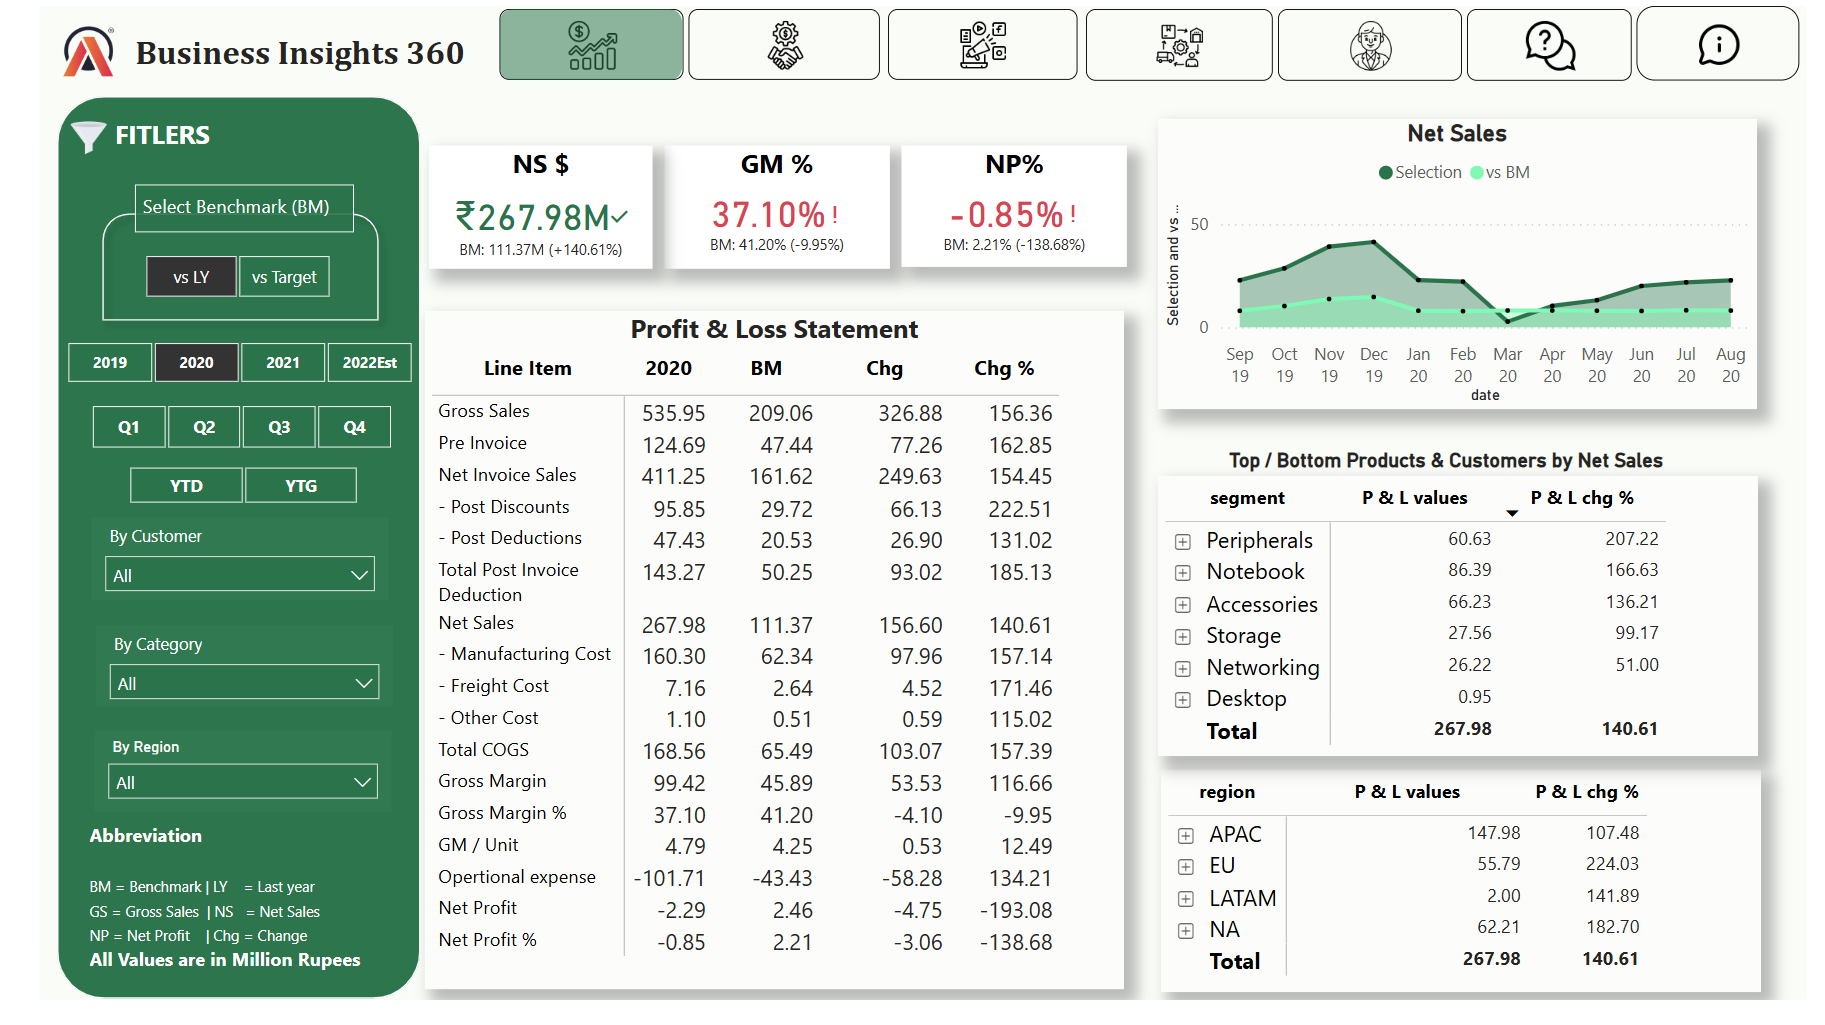 Business Insights 360
FITLERS
Select Benchmark (BM)
vs LY vs Target
2019 2020 2021 2022Est
Q1 Q2 Q3 Q4
YTD YTG
By Customer
All
By Category
All
By Region
All
Abbreviation
BM = Benchmark | LY = Last year
GS = Gross Sales | NS = Net Sales
NP = Net Profit | Chg = Change
All Values are in Million Rupees
NS $
₹267.98M
BM: 111.37M (+140.61%)
GM %
37.10% !
BM: 41.20% (-9.95%)
NP%
-0.85% !
BM: 2.21% (-138.68%)
Profit & Loss Statement
Line Item 2020 BM Chg Chg %
Gross Sales 535.95 209.06 326.88 156.36
Pre Invoice 124.69 47.44 77.26 162.85
Net Invoice Sales 411.25 161.62 249.63 154.45
- Post Discounts 95.85 29.72 66.13 222.51
- Post Deductions 47.43 20.53 26.90 131.02
Total Post Invoice 143.27 50.25 93.02 185.13
Deduction
Net Sales 267.98 111.37 156.60 140.61
- Manufacturing Cost 160.30 62.34 97.96 157.14
- Freight Cost 7.16 2.64 4.52 171.46
- Other Cost 1.10 0.51 0.59 115.02
Total COGS 168.56 65.49 103.07 157.39
Gross Margin 99.42 45.89 53.53 116.66
Gross Margin % 37.10 41.20 -4.10 -9.95
GM / Unit 4.79 4.25 0.53 12.49
Opertional expense -101.71 -43.43 -58.28 134.21
Net Profit -2.29 2.46 -4.75 -193.08
Net Profit % -0.85 2.21 -3.06 -138.68
Net Sales
Selection vs BM
Selection and vs ...
50
0
Sep Oct Nov Dec Jan Feb Mar Apr May Jun Jul Aug
19 19 19 19 20 20 20 20 20 20 20 20
date
Top / Bottom Products & Customers by Net Sales
segment P & L values P & L chg %
Peripherals 60.63 207.22
Notebook 86.39 166.63
Accessories 66.23 136.21
Storage 27.56 99.17
Networking 26.22 51.00
Desktop 0.95
Total 267.98 140.61
region P & L values P & L chg %
APAC 147.98 107.48
EU 55.79 224.03
LATAM 2.00 141.89
NA 62.21 182.70
Total 267.98 140.61